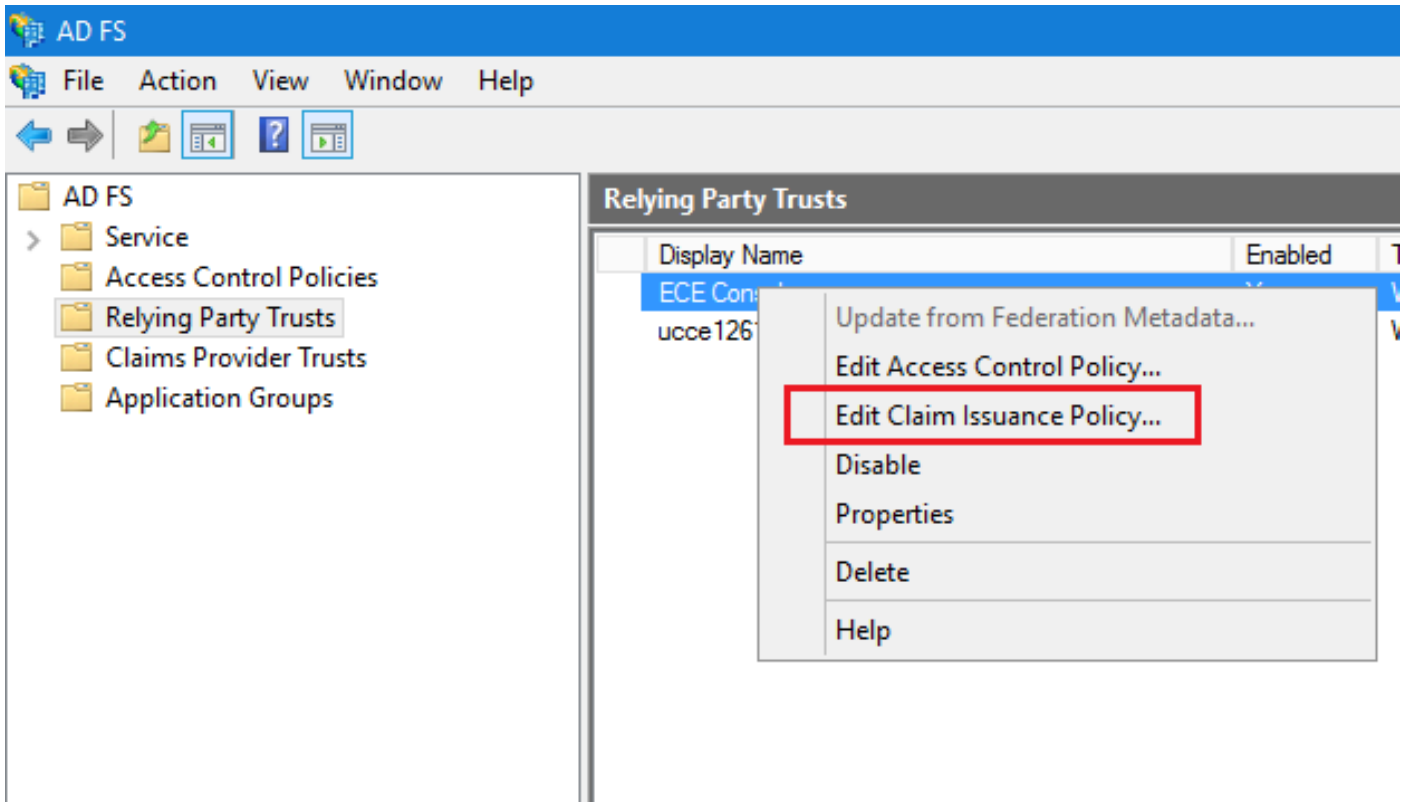 AD FS
File Action View Window Help
AD FS
Service
Access Control Policies
Relying Party Trusts
Claims Provider Trusts
Application Groups
Relying Party Trusts
Display Name Enabled
ECE
ucce126
Update from Federation Metadata...
Edit Access Control Policy...
Edit Claim Issuance Policy...
Disable
Properties
Delete
Help